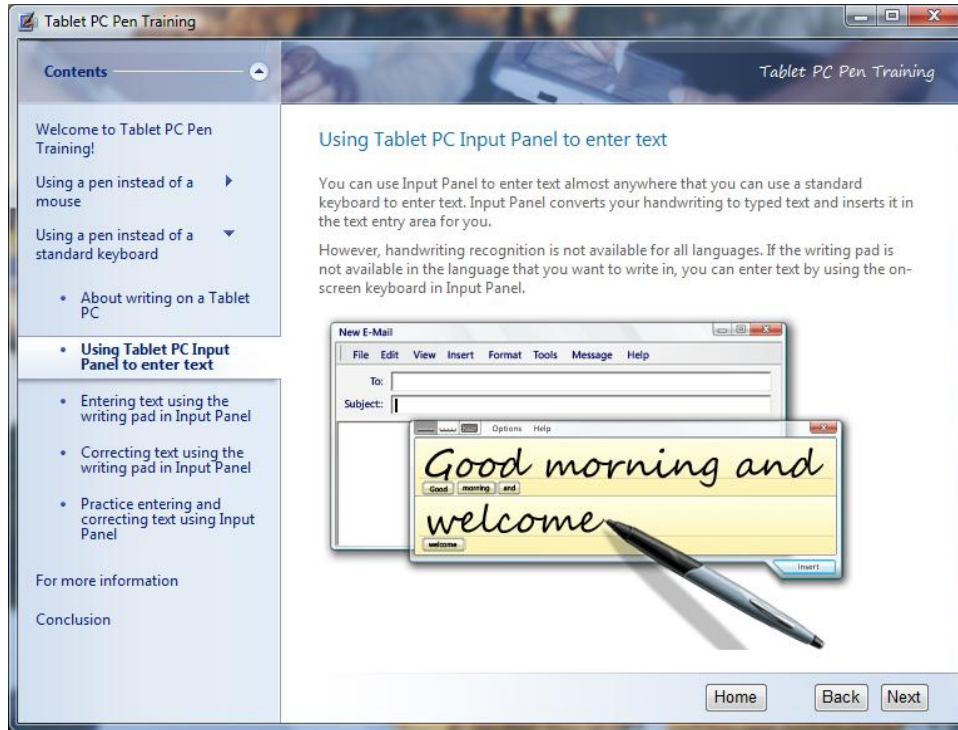 Tablet PC Pen Training
Contents
Tablet PC Pen Training
Welcome to Tablet PC Pen
Training!
Using a pen instead of a
mouse
Using a pen instead of a
standard keyboard
• About writing on a Tablet
PC
• Using Tablet PC Input
Panel to enter text
• Entering text using the
writing pad in Input Panel
• Correcting text using the
writing pad in Input Panel
• Practice entering and
correcting text using Input
Panel
For more information
Conclusion
Using Tablet PC Input Panel to enter text
You can use Input Panel to enter text almost anywhere that you can use a standard
keyboard to enter text. Input Panel converts your handwriting to typed text and inserts it in
the text entry area for you.
However, handwriting recognition is not available for all languages. If the writing pad is
not available in the language that you want to write in, you can enter text by using the on-
screen keyboard in Input Panel.
New E-Mail
File Edit View Insert Format Tools Message Help
To:
Subject:
Options Help
Good morning and
Good morning and
welcome
welcome
Insert
Home Back Next